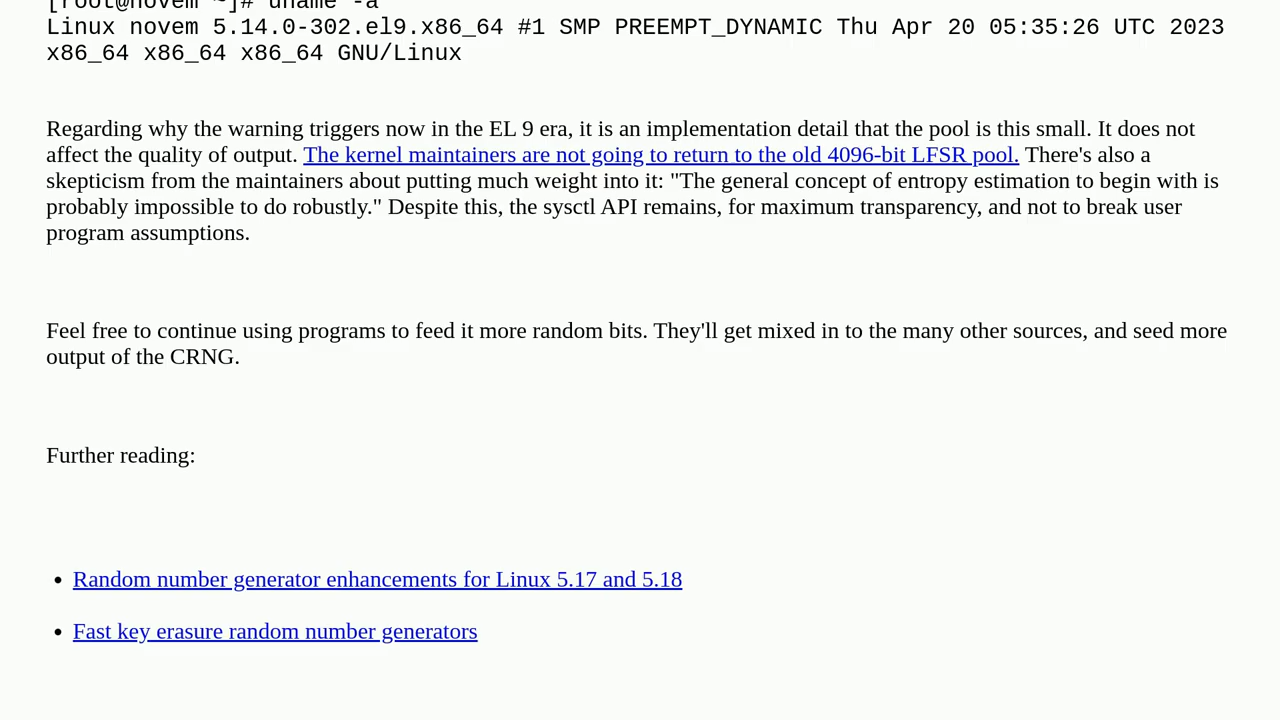 [root@novem ~]# uname -a
Linux novem 5.14.0-302.el9.x86_64 #1 SMP PREEMPT_DYNAMIC Thu Apr 20 05:35:26 UTC 2023
x86_64 x86_64 x86_64 GNU/Linux
Regarding why the warning triggers now in the EL 9 era, it is an implementation detail that the pool is this small. It does not
affect the quality of output. The kernel maintainers are not going to return to the old 4096-bit LFSR pool. There's also a
skepticism from the maintainers about putting much weight into it: "The general concept of entropy estimation to begin with is
probably impossible to do robustly." Despite this, the sysctl API remains, for maximum transparency, and not to break user
program assumptions.
Feel free to continue using programs to feed it more random bits. They'll get mixed in to the many other sources, and seed more
output of the CRNG.
Further reading:
• Random number generator enhancements for Linux 5.17 and 5.18
• Fast key erasure random number generators